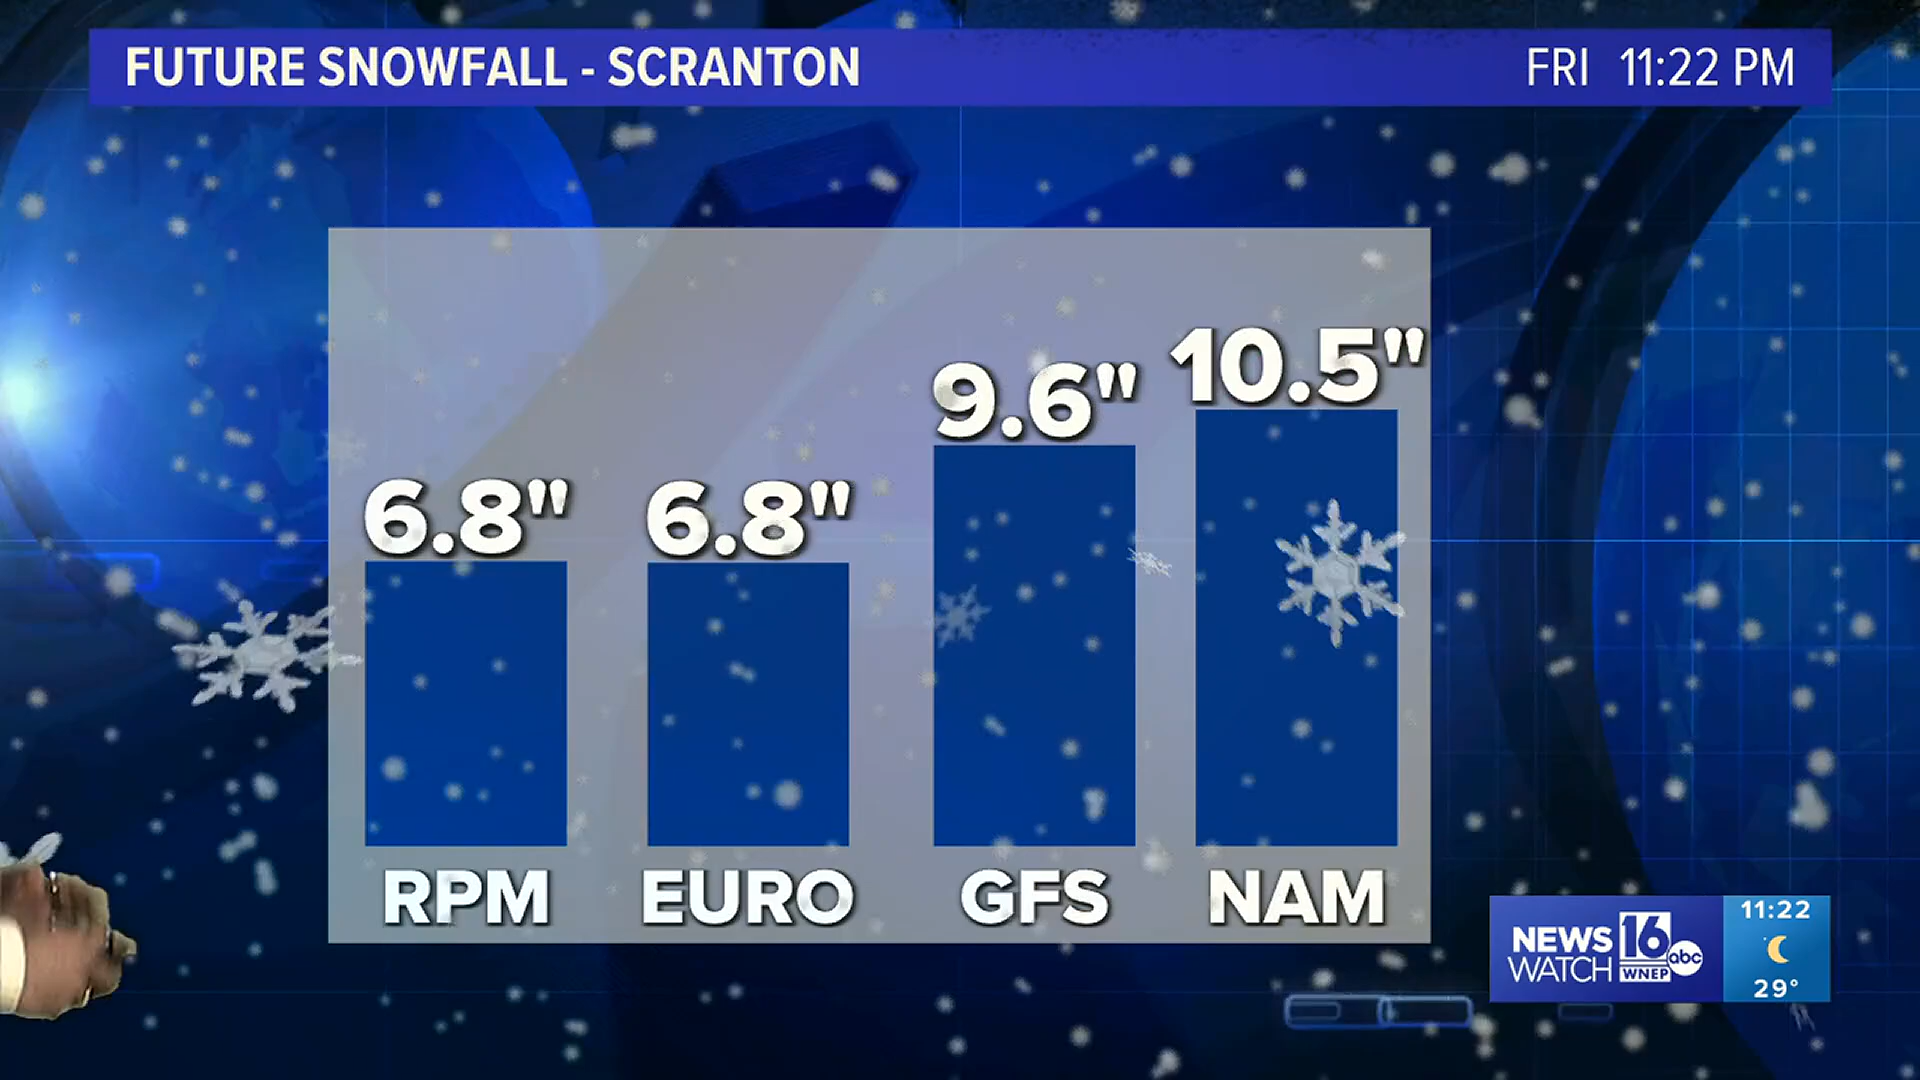 FUTURE SNOWFALL - SCRANTON
FRI 11:22 PM
6.8" 6.8" 9.6" 10.5"
RPM EURO GFS NAM
NEWS WATCH 16 WNEP abc
11:22
29°